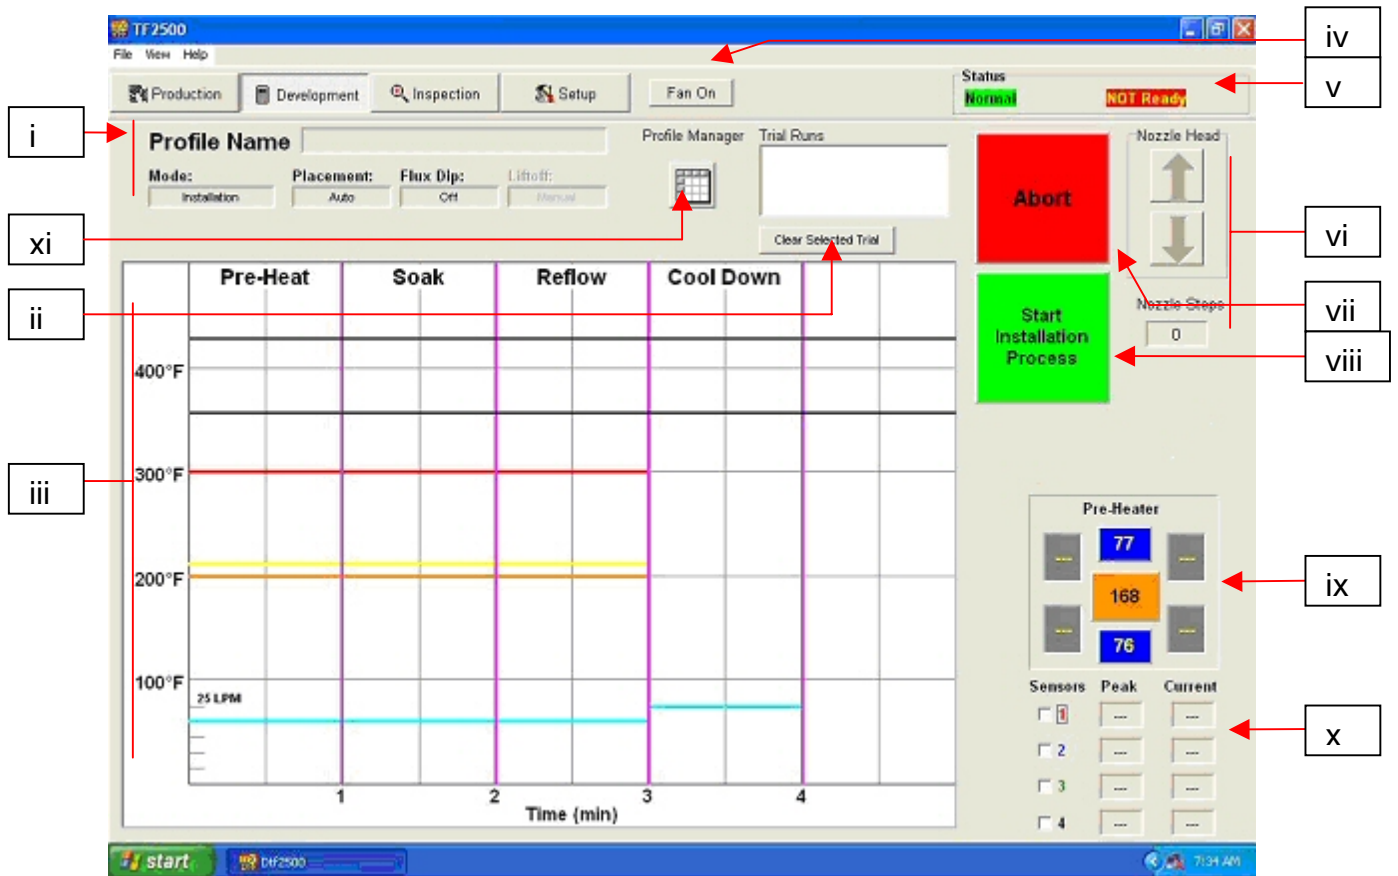 TF2500
File View Help
Production Development Inspection Setup Fan On
Status
Normal NOT Ready
Profile Name
Mode: Placement: Flux Dip: Liftoff:
Installation Auto Off Manual
Profile Manager
Trial Runs
Clear Selected Trial
Abort
Nozzle Head
Start
Installation
Process
Nozzle Steps
0
Pre-Heat Soak Reflow Cool Down
400°F
300°F
200°F
100°F
25 LPM
1 2 3 4
Time (min)
Pre-Heater
---
77
---
168
---
76
---
Sensors Peak Current
1 --- ---
2 --- ---
3 --- ---
4 --- ---
start
7:34 AM
i
xi
ii
iii
iv
v
vi
vii
viii
ix
x